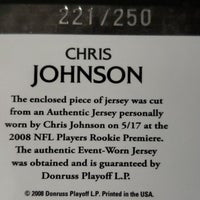 221/250
CHRIS
JOHNSON
The enclosed piece of jersey was cut
from an Authentic Jersey personally
worn by Chris Johnson on 5/17 at the
2008 NFL Players Rookie Premiere.
The authentic Event-Worn Jersey
was obtained and is guaranteed by
Donruss Playoff L.P.
© 2008 Donruss Playoff L.P. Printed in the USA.